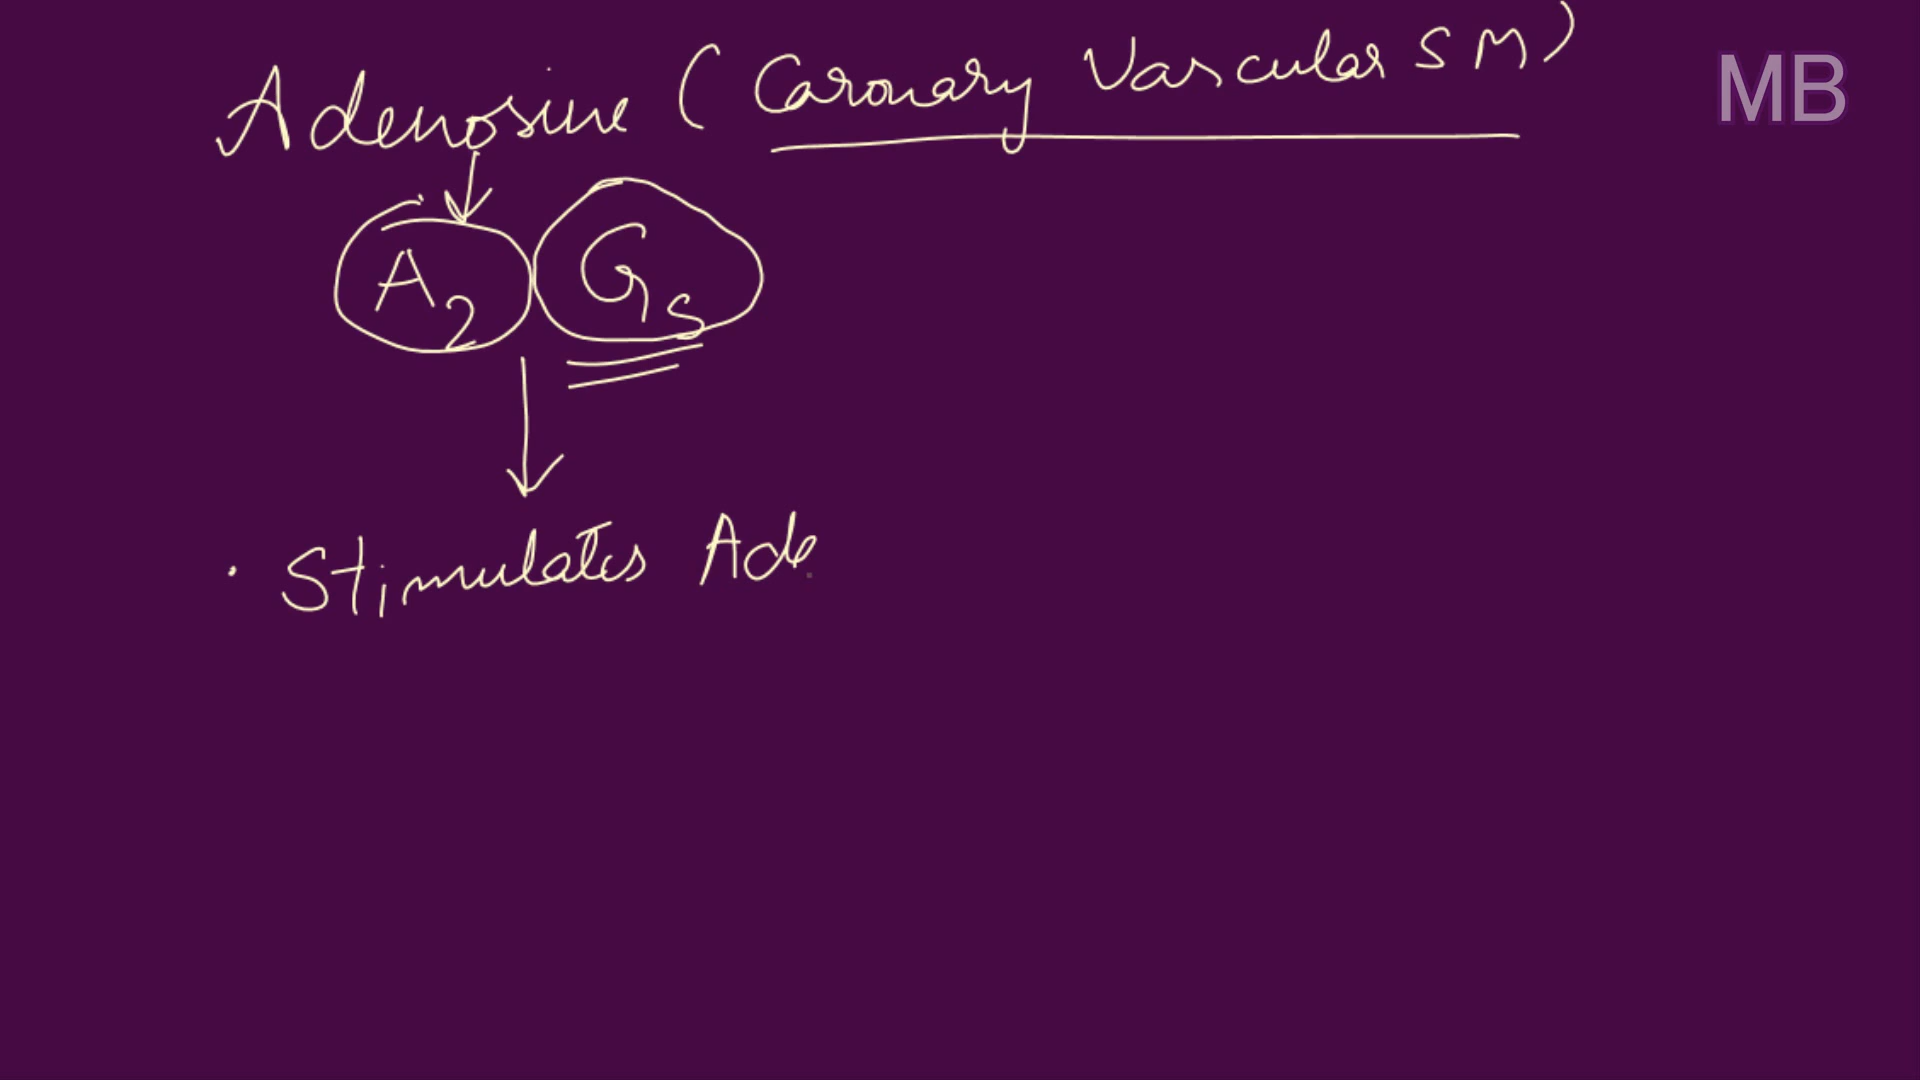 Adenosine (Coronary Vascular SM)
MB
A2 Gs
· Stimulates Ade